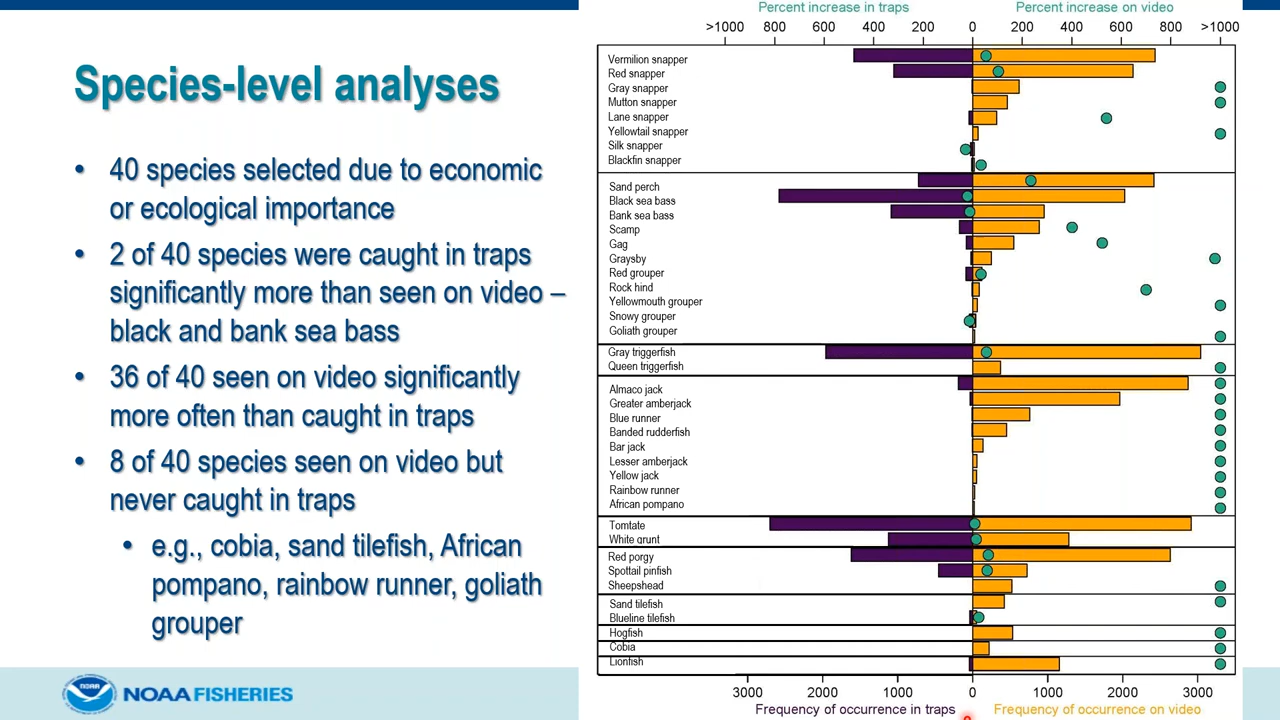 Species-level analyses
• 40 species selected due to economic
or ecological importance
• 2 of 40 species were caught in traps
significantly more than seen on video –
black and bank sea bass
• 36 of 40 seen on video significantly
more often than caught in traps
• 8 of 40 species seen on video but
never caught in traps
• e.g., cobia, sand tilefish, African
pompano, rainbow runner, goliath
grouper
NOAA
NOAA FISHERIES
Percent increase in traps Percent increase on video
>1000 800 600 400 200 0 200 400 600 800 >1000
Vermilion snapper
Red snapper
Gray snapper
Mutton snapper
Lane snapper
Yellowtail snapper
Silk snapper
Blackfin snapper
Sand perch
Black sea bass
Bank sea bass
Scamp
Gag
Graysby
Red grouper
Rock hind
Yellowmouth grouper
Snowy grouper
Goliath grouper
Gray triggerfish
Queen triggerfish
Almaco jack
Greater amberjack
Blue runner
Banded rudderfish
Bar jack
Lesser amberjack
Yellow jack
Rainbow runner
African pompano
Tomtate
White grunt
Red porgy
Spottail pinfish
Sheepshead
Sand tilefish
Blueline tilefish
Hogfish
Cobia
Lionfish
3000 2000 1000 0 1000 2000 3000
Frequency of occurrence in traps Frequency of occurrence on video